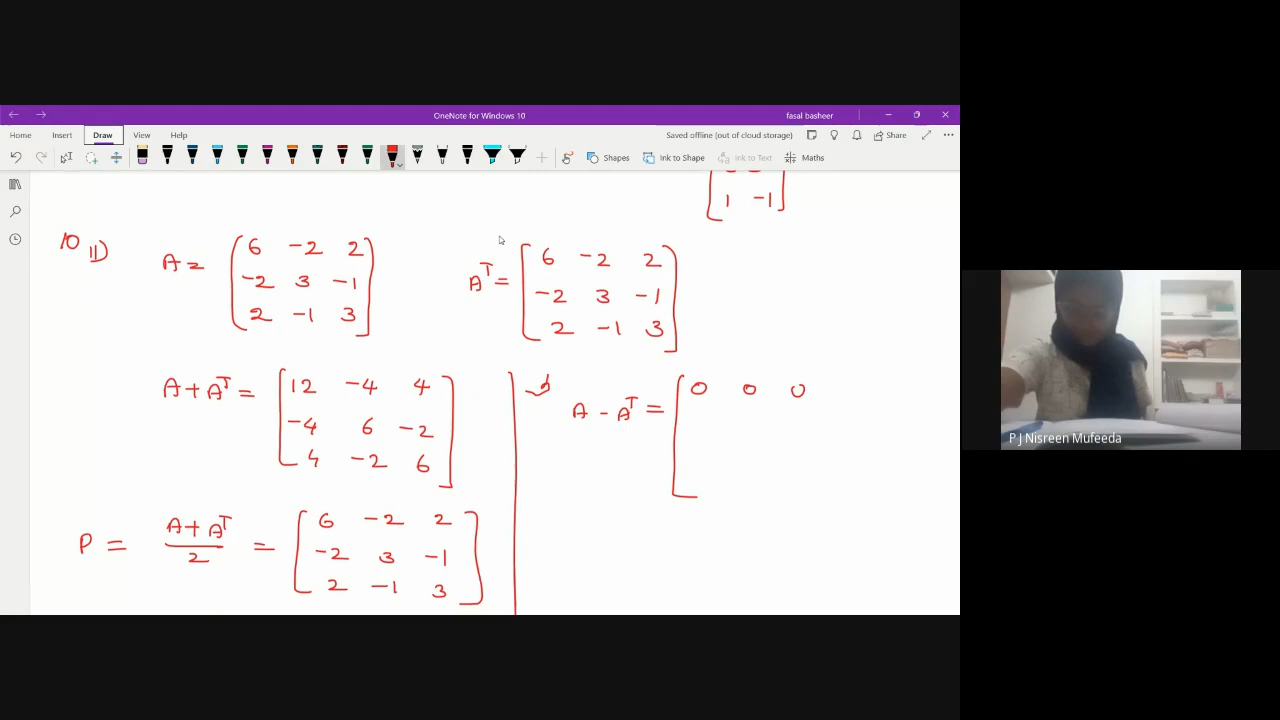 OneNote for Windows 10
fasal basheer
Home Insert Draw View Help
Saved offline (out of cloud storage)
Share
Shapes
Ink to Shape
Ink to Text
Maths
1 -1
10 ii)
A = 6 -2 2
-2 3 -1
2 -1 3
A^T = 6 -2 2
-2 3 -1
2 -1 3
A + A^T = 12 -4 4
-4 6 -2
4 -2 6
A - A^T = 0 0 0
P = A + A^T / 2 = 6 -2 2
-2 3 -1
2 -1 3
P J Nisreen Mufeeda